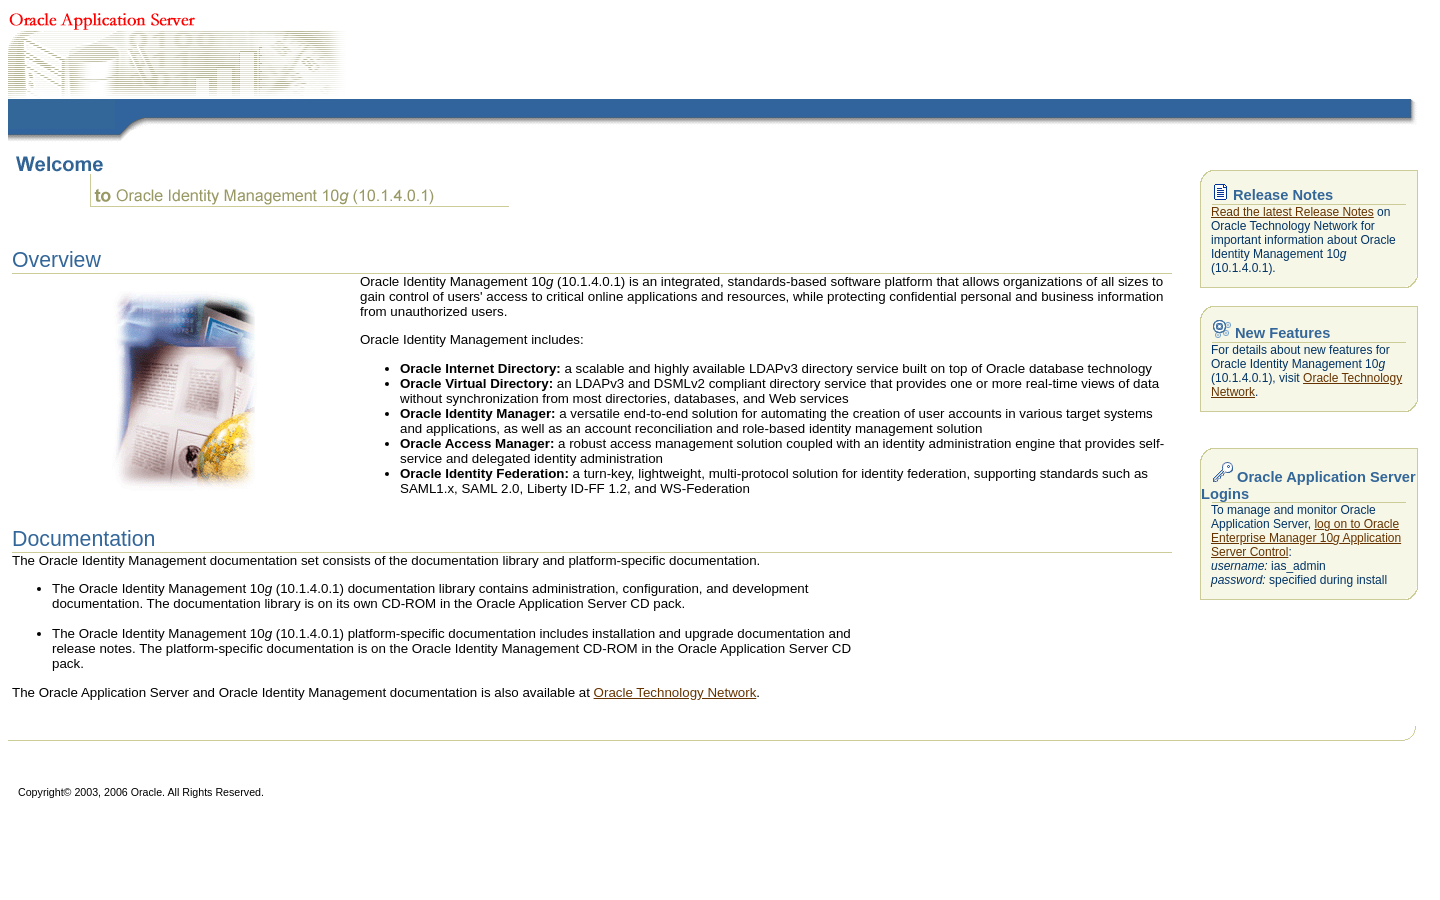 Oracle Application Server
Welcome
to Oracle Identity Management 10g (10.1.4.0.1)
Overview
Oracle Identity Management 10g (10.1.4.0.1) is an integrated, standards-based software platform that allows organizations of all sizes to
gain control of users' access to critical online applications and resources, while protecting confidential personal and business information
from unauthorized users.
Oracle Identity Management includes:
• Oracle Internet Directory: a scalable and highly available LDAPv3 directory service built on top of Oracle database technology
• Oracle Virtual Directory: an LDAPv3 and DSMLv2 compliant directory service that provides one or more real-time views of data
without synchronization from most directories, databases, and Web services
• Oracle Identity Manager: a versatile end-to-end solution for automating the creation of user accounts in various target systems
and applications, as well as an account reconciliation and role-based identity management solution
• Oracle Access Manager: a robust access management solution coupled with an identity administration engine that provides self-
service and delegated identity administration
• Oracle Identity Federation: a turn-key, lightweight, multi-protocol solution for identity federation, supporting standards such as
SAML1.x, SAML 2.0, Liberty ID-FF 1.2, and WS-Federation
Documentation
The Oracle Identity Management documentation set consists of the documentation library and platform-specific documentation.
• The Oracle Identity Management 10g (10.1.4.0.1) documentation library contains administration, configuration, and development
documentation. The documentation library is on its own CD-ROM in the Oracle Application Server CD pack.
• The Oracle Identity Management 10g (10.1.4.0.1) platform-specific documentation includes installation and upgrade documentation and
release notes. The platform-specific documentation is on the Oracle Identity Management CD-ROM in the Oracle Application Server CD
pack.
The Oracle Application Server and Oracle Identity Management documentation is also available at Oracle Technology Network.
Release Notes
Read the latest Release Notes on
Oracle Technology Network for
important information about Oracle
Identity Management 10g
(10.1.4.0.1).
New Features
For details about new features for
Oracle Identity Management 10g
(10.1.4.0.1), visit Oracle Technology
Network.
Oracle Application Server
Logins
To manage and monitor Oracle
Application Server, log on to Oracle
Enterprise Manager 10g Application
Server Control:
username: ias_admin
password: specified during install
Copyright© 2003, 2006 Oracle. All Rights Reserved.